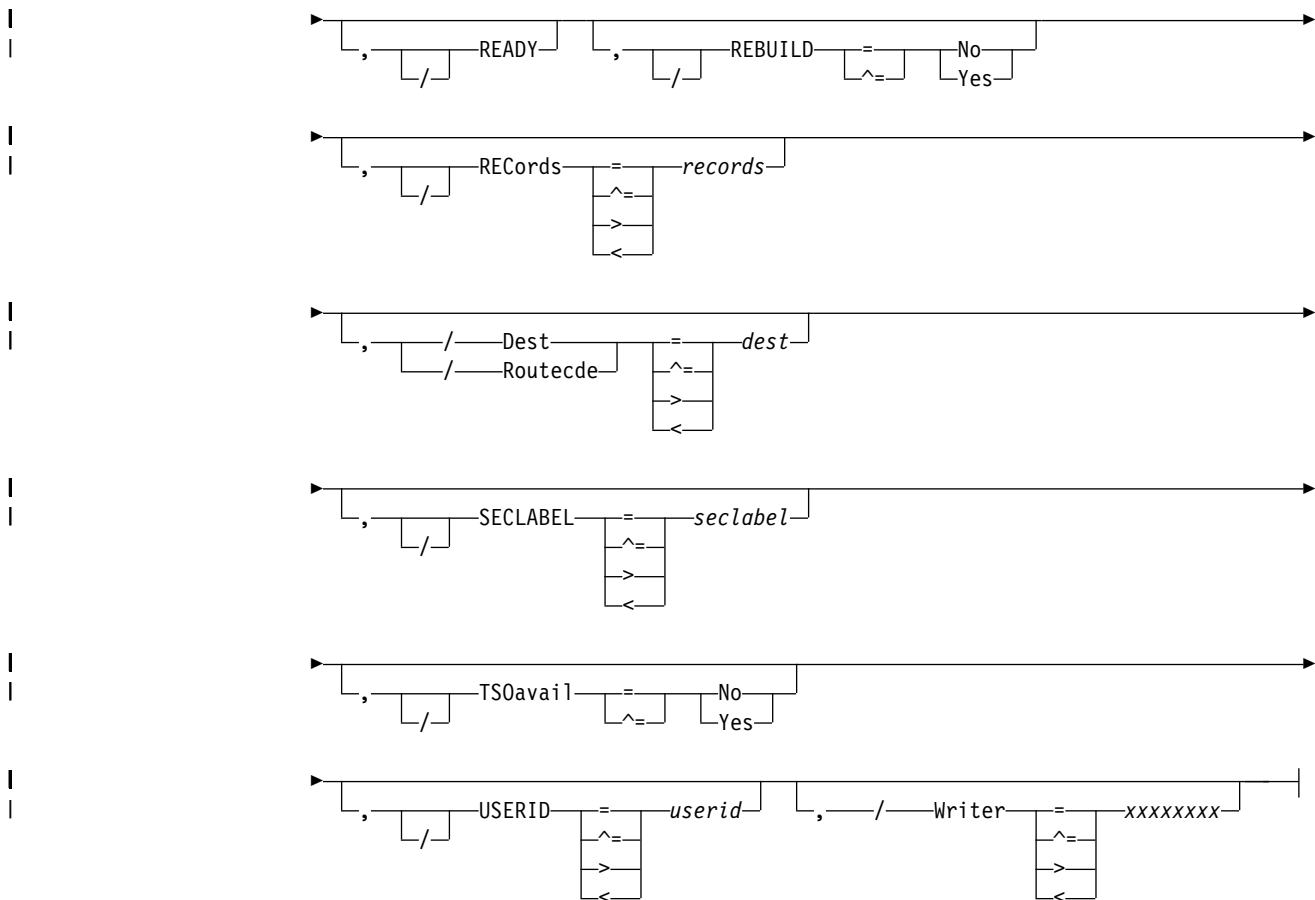 , / READY , / REBUILD = No
^= Yes
, / RECords = records
^=
>
<
, / Dest = dest
/ Routecde ^=
>
<
, / SECLABEL = seclabel
^=
>
<
, / TSOavail = No
^= Yes
, / USERID = userid , / Writer = xxxxxxxx
^= ^=
> >
< <